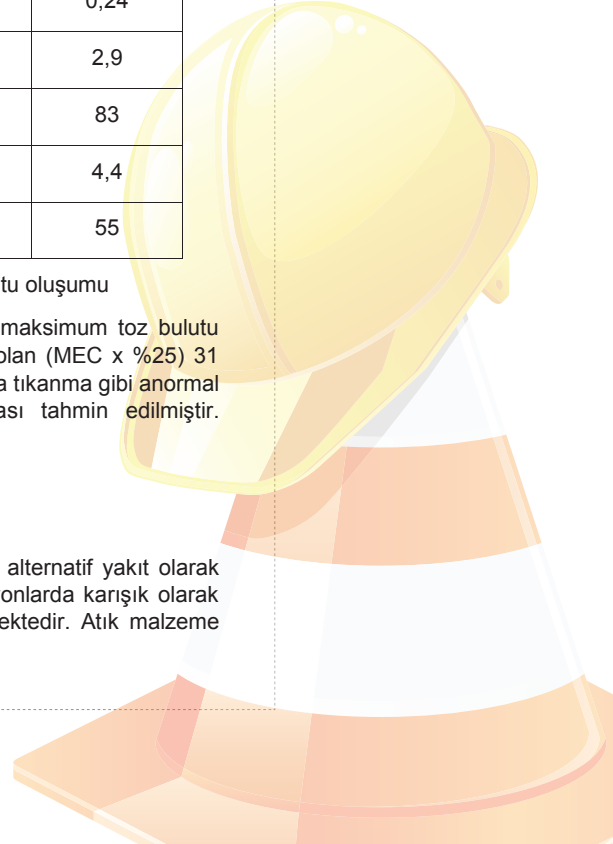 0,24
2,9
83
4,4
55
tu oluşumu
maksimum toz bulutu
olan (MEC x %25) 31
a tıkanma gibi anormal
ası tahmin edilmiştir.
alternatif yakıt olarak
yonlarda karışık olarak
ektedir. Atık malzeme